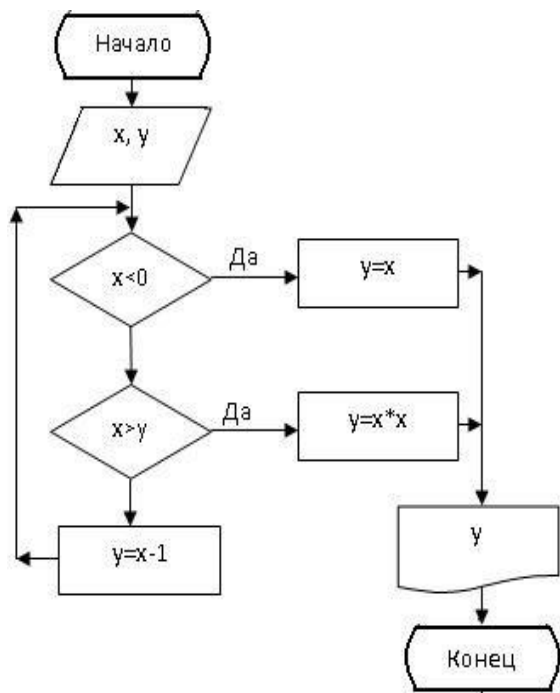 Начало
x, y
x<0
Да
y=x
x>y
Да
y=x*x
y=x-1
y
Конец